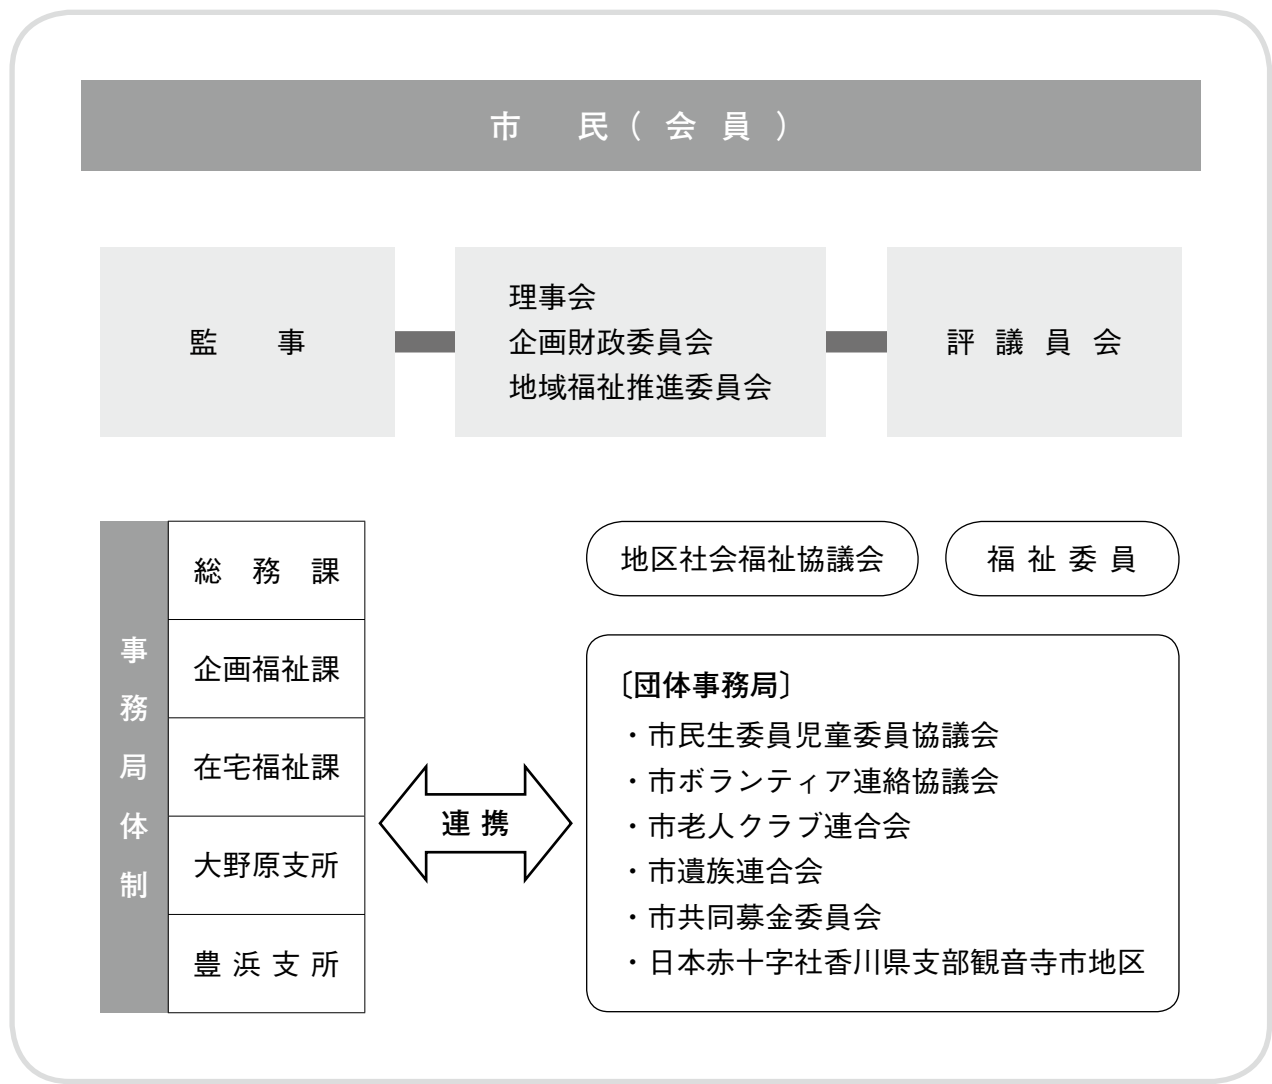 市　民（会員）
監　事
理事会
企画財政委員会
地域福祉推進委員会
評議員会
事務局体制
総務課
企画福祉課
在宅福祉課
大野原支所
豊浜支所
連携
地区社会福祉協議会
福祉委員
〔団体事務局〕
・市民生委員児童委員協議会
・市ボランティア連絡協議会
・市老人クラブ連合会
・市遺族連合会
・市共同募金委員会
・日本赤十字社香川県支部観音寺市地区